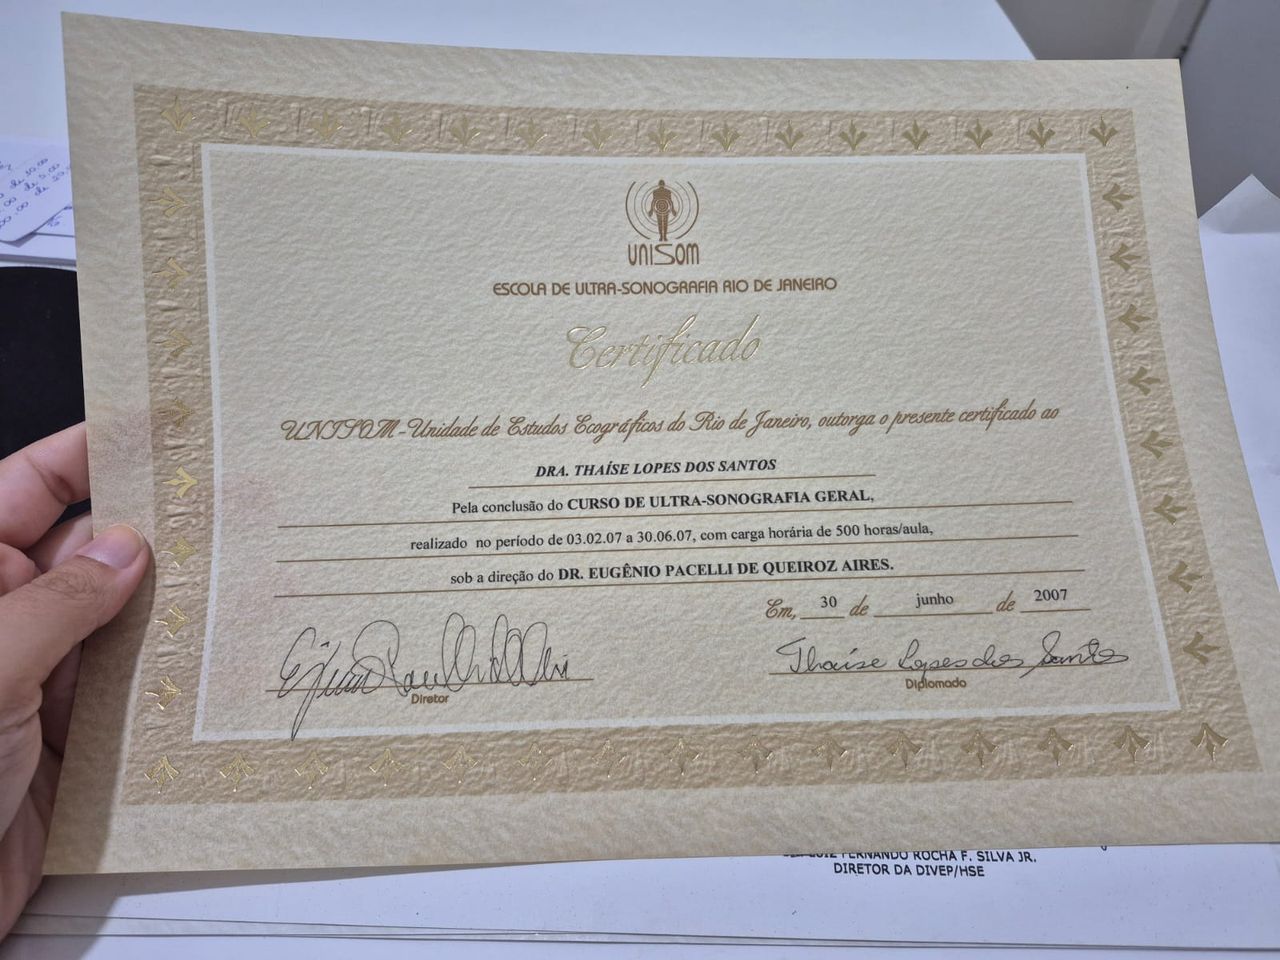 UNISOM
ESCOLA DE ULTRA-SONOGRAFIA RIO DE JANEIRO
Certificado
UNISOM - Unidade de Estudos Ecográficos do Rio de Janeiro, outorga o presente certificado ao
DRA. THAÍSE LOPES DOS SANTOS
Pela conclusão do CURSO DE ULTRA-SONOGRAFIA GERAL,
realizado no período de 03.02.07 a 30.06.07, com carga horária de 500 horas/aula,
sob a direção do DR. EUGÊNIO PACELLI DE QUEIROZ AIRES.
Em, 30 de junho de 2007
Thaíse Lopes dos Santos
Diretor
Diplomado
LUIZ FERNANDO ROCHA F. SILVA JR.
DIRETOR DA DIVEP/HSE